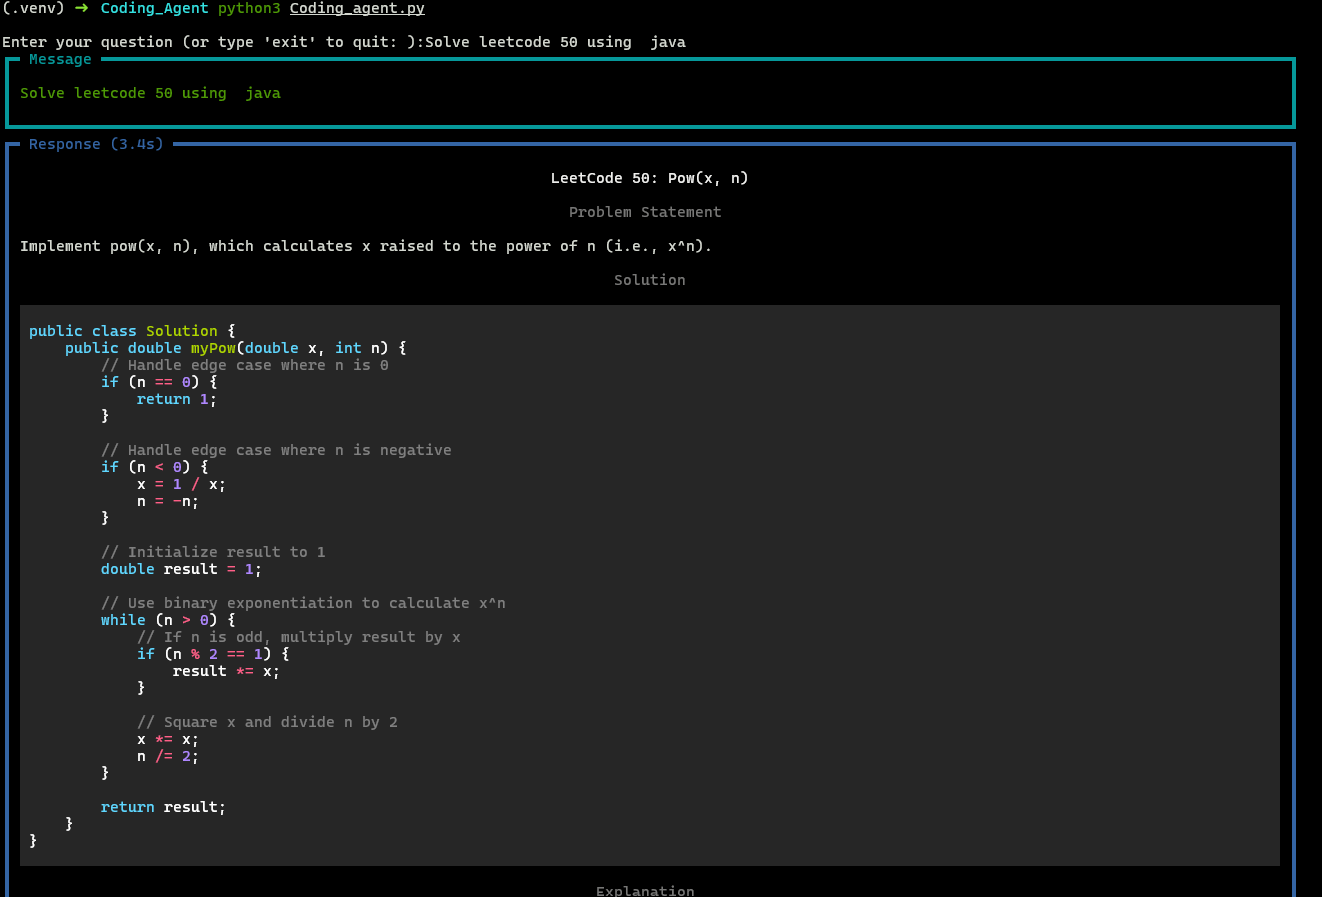 (.venv) → Coding_Agent python3 Coding_agent.py
Enter your question (or type 'exit' to quit: ):Solve leetcode 50 using  java
Message
Solve leetcode 50 using  java
Response (3.4s)
LeetCode 50: Pow(x, n)
Problem Statement
Implement pow(x, n), which calculates x raised to the power of n (i.e., x^n).
Solution
public class Solution {
    public double myPow(double x, int n) {
        // Handle edge case where n is 0
        if (n == 0) {
            return 1;
        }
        // Handle edge case where n is negative
        if (n < 0) {
            x = 1 / x;
            n = -n;
        }
        // Initialize result to 1
        double result = 1;
        // Use binary exponentiation to calculate x^n
        while (n > 0) {
            // If n is odd, multiply result by x
            if (n % 2 == 1) {
                result *= x;
            }
            // Square x and divide n by 2
            x *= x;
            n /= 2;
        }
        return result;
    }
}
Explanation